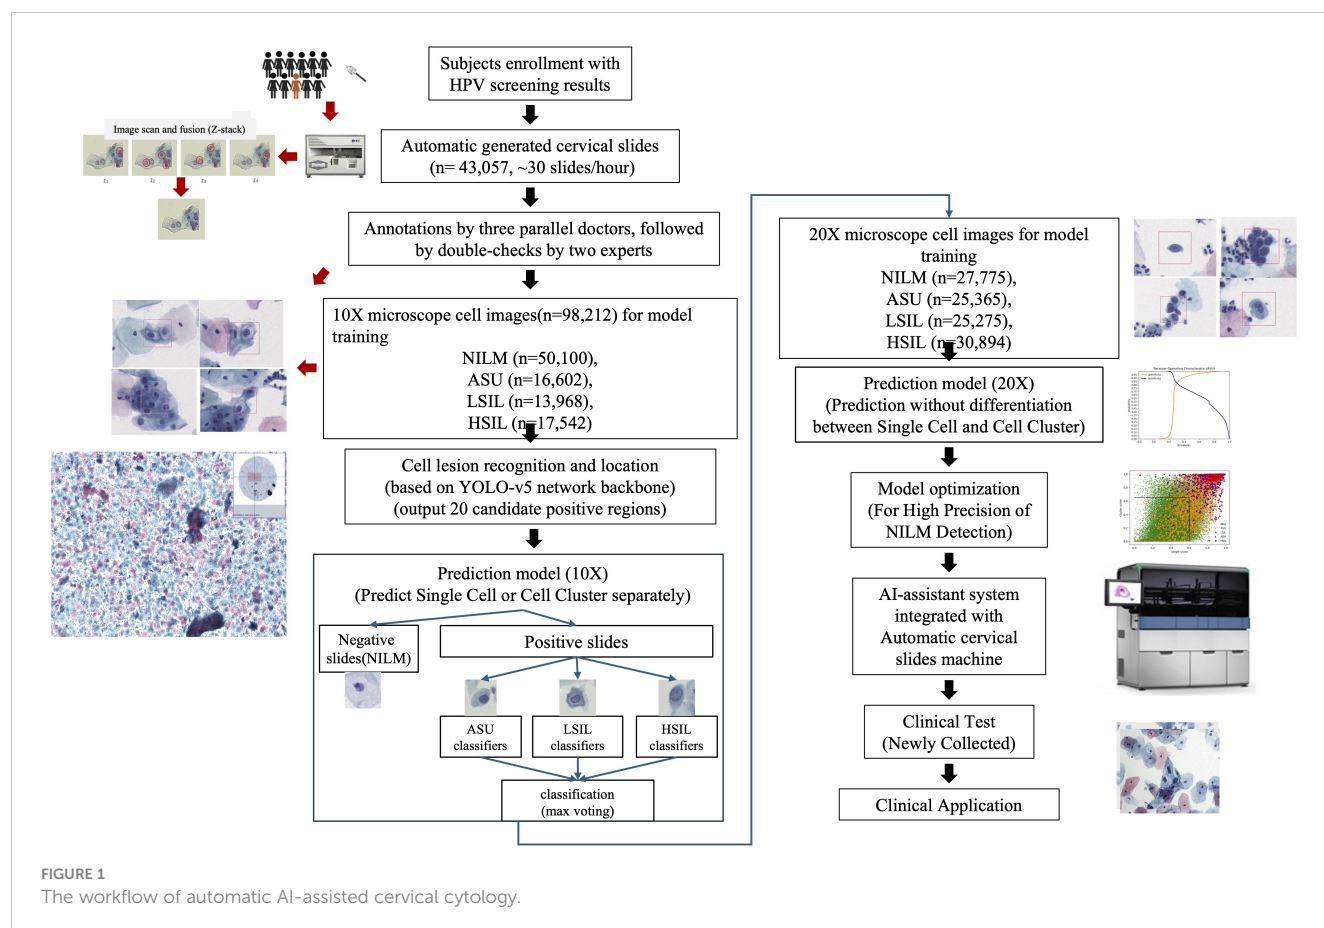 Subjects enrollment with
HPV screening results
Image scan and fusion (Z-stack)
Automatic generated cervical slides
(n= 43,057, ~30 slides/hour)
Annotations by three parallel doctors, followed
by double-checks by two experts
10X microscope cell images(n=98,212) for model
training
NILM (n=50,100),
ASU (n=16,602),
LSIL (n=13,968),
HSIL (n=17,542)
Cell lesion recognition and location
(based on YOLO-v5 network backbone)
(output 20 candidate positive regions)
Prediction model (10X)
(Predict Single Cell or Cell Cluster separately)
Negative
slides(NILM)
Positive slides
ASU
classifiers
LSIL
classifiers
HSIL
classifiers
classification
(max voting)
20X microscope cell images for model
training
NILM (n=27,775),
ASU (n=25,365),
LSIL (n=25,275),
HSIL (n=30,894)
Prediction model (20X)
(Prediction without differentiation
between Single Cell and Cell Cluster)
Model optimization
(For High Precision of
NILM Detection)
AI-assistant system
integrated with
Automatic cervical
slides machine
Clinical Test
(Newly Collected)
Clinical Application
FIGURE 1
The workflow of automatic AI-assisted cervical cytology.